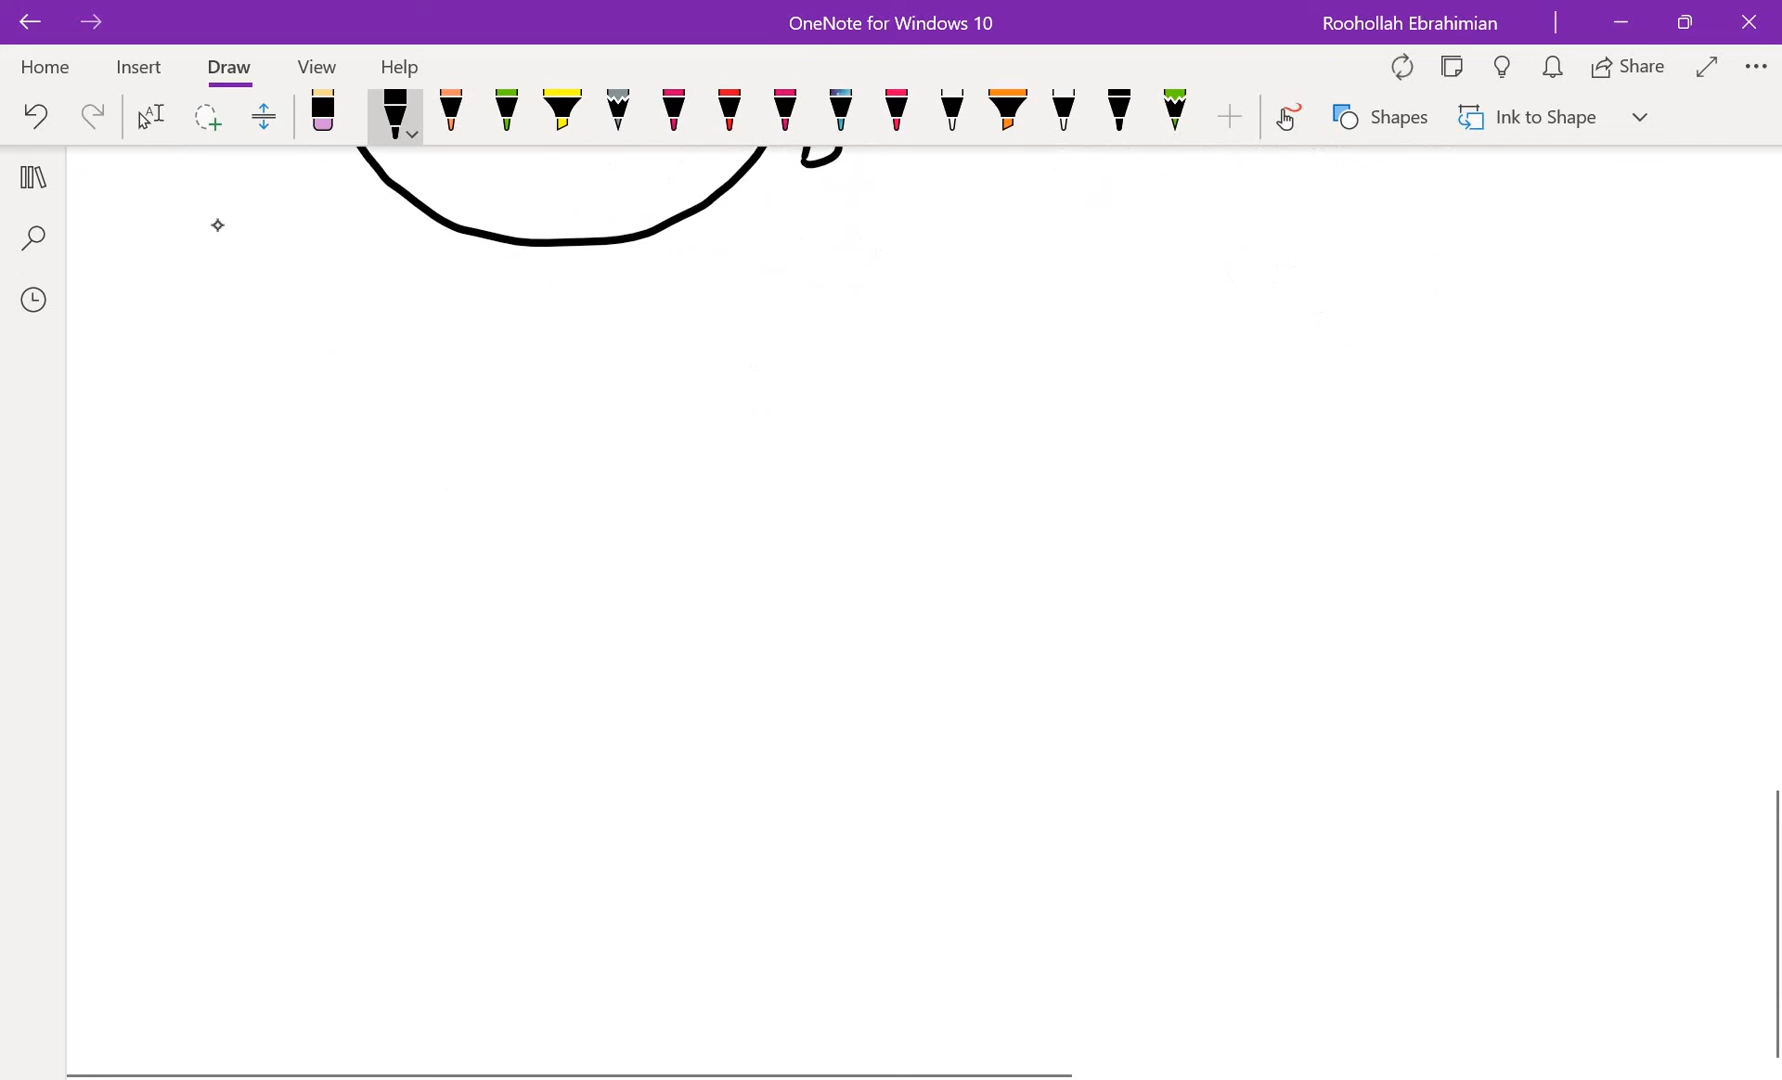 OneNote for Windows 10
Roohollah Ebrahimian
Home Insert Draw View Help
Share
Shapes
Ink to Shape